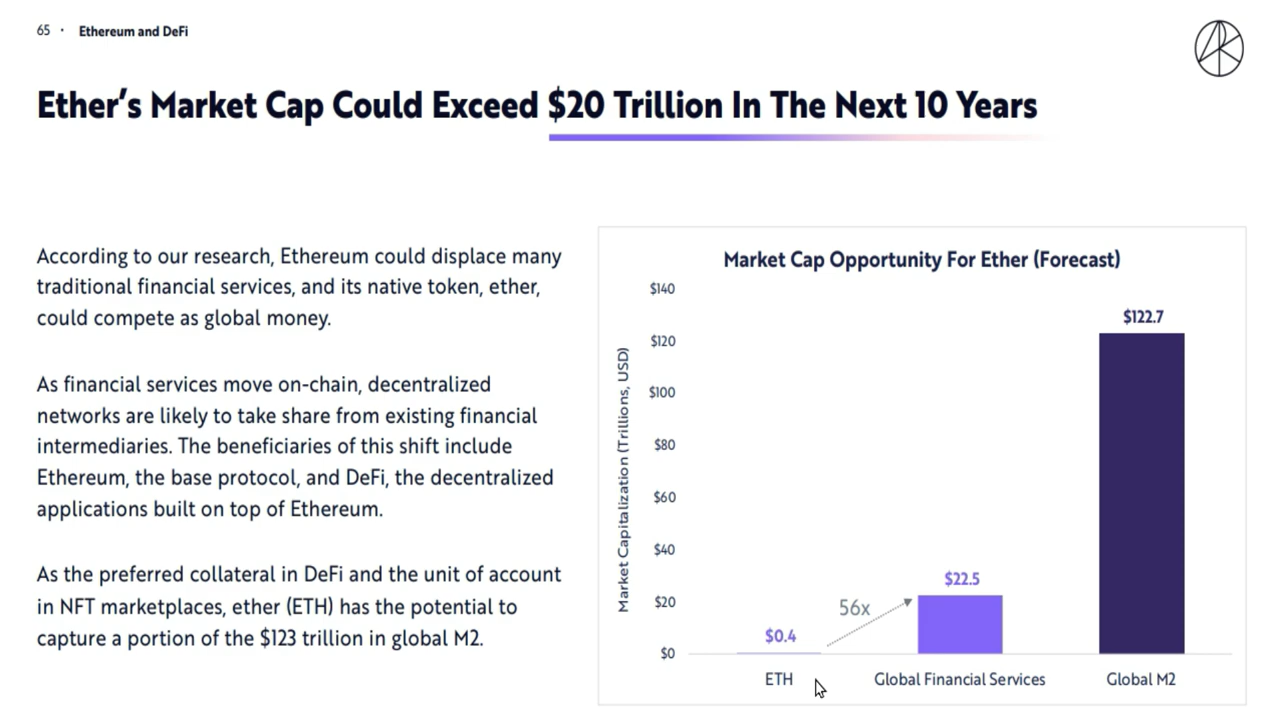 65 · Ethereum and DeFi
Ether's Market Cap Could Exceed $20 Trillion In The Next 10 Years
According to our research, Ethereum could displace many
traditional financial services, and its native token, ether,
could compete as global money.
As financial services move on-chain, decentralized
networks are likely to take share from existing financial
intermediaries. The beneficiaries of this shift include
Ethereum, the base protocol, and DeFi, the decentralized
applications built on top of Ethereum.
As the preferred collateral in DeFi and the unit of account
in NFT marketplaces, ether (ETH) has the potential to
capture a portion of the $123 trillion in global M2.
Market Cap Opportunity For Ether (Forecast)
Market Capitalization (Trillions, USD)
$140
$120
$100
$80
$60
$40
$20
$0
$0.4
56x
$22.5
$122.7
ETH
Global Financial Services
Global M2